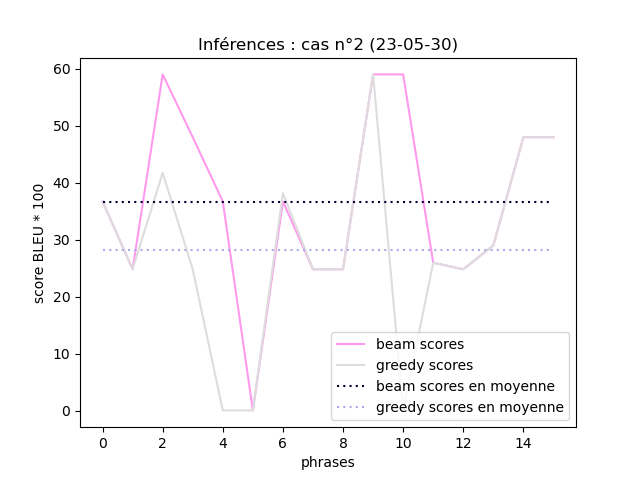 Inférences : cas n°2 (23-05-30)
score BLEU * 100
60
50
40
30
20
10
0
0 2 4 6 8 10 12 14
phrases
beam scores
greedy scores
beam scores en moyenne
greedy scores en moyenne